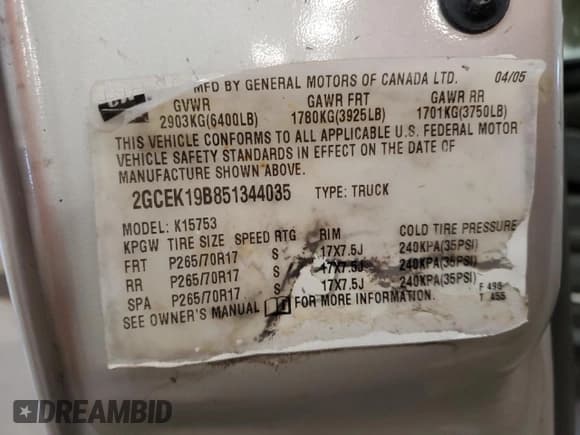 GM
MFD BY GENERAL MOTORS OF CANADA LTD. 04/05
GVWR GAWR FRT GAWR RR
2903KG(6400LB) 1780KG(3925LB) 1701KG(3750LB)
THIS VEHICLE CONFORMS TO ALL APPLICABLE U.S. FEDERAL MOTOR
VEHICLE SAFETY STANDARDS IN EFFECT ON THE DATE OF
MANUFACTURE SHOWN ABOVE.
2GCEK19B851344035 TYPE: TRUCK
MODEL: K15753
KPGW TIRE SIZE SPEED RTG RIM COLD TIRE PRESSURE
FRT P265/70R17 S 17X7.5J 240KPA(35PSI)
RR P265/70R17 S 17X7.5J 240KPA(35PSI)
SPA P265/70R17 S 17X7.5J 240KPA(35PSI)
SEE OWNER'S MANUAL FOR MORE INFORMATION.
F 496
T 455
DREAMBID